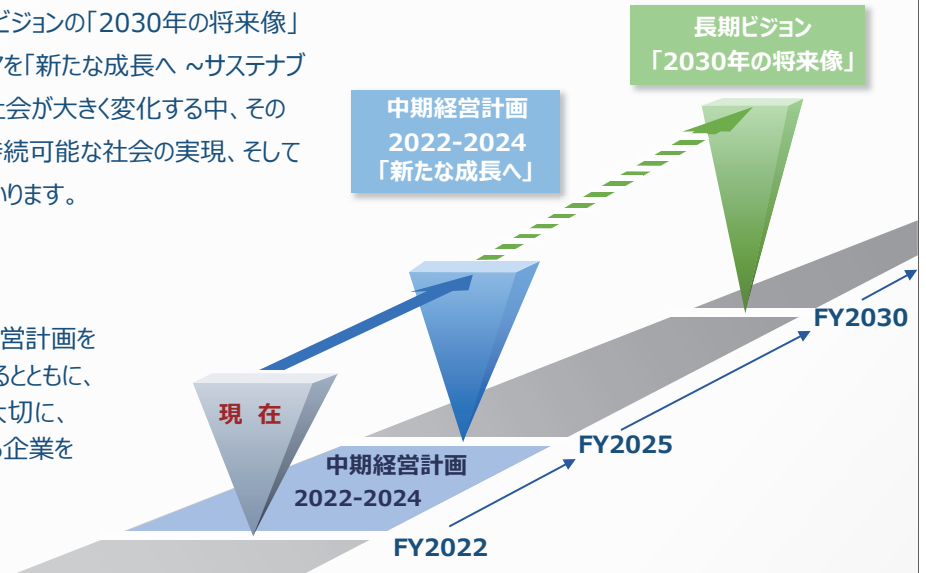 ビジョンの「2030年の将来像」
を「新たな成長へ ~サステナブ
社会が大きく変化する中、その
持続可能な社会の実現、そして
いります。
営計画を
るとともに、
大切に、
る企業を
長期ビジョン
「2030年の将来像」
中期経営計画
2022-2024
「新たな成長へ」
現 在
中期経営計画
2022-2024
FY2022
FY2025
FY2030